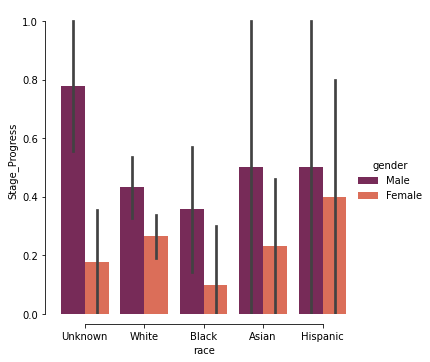 1.0
0.8
0.6
0.4
0.2
0.0
Stage_Progress
Unknown White Black Asian Hispanic
race
gender
Male
Female